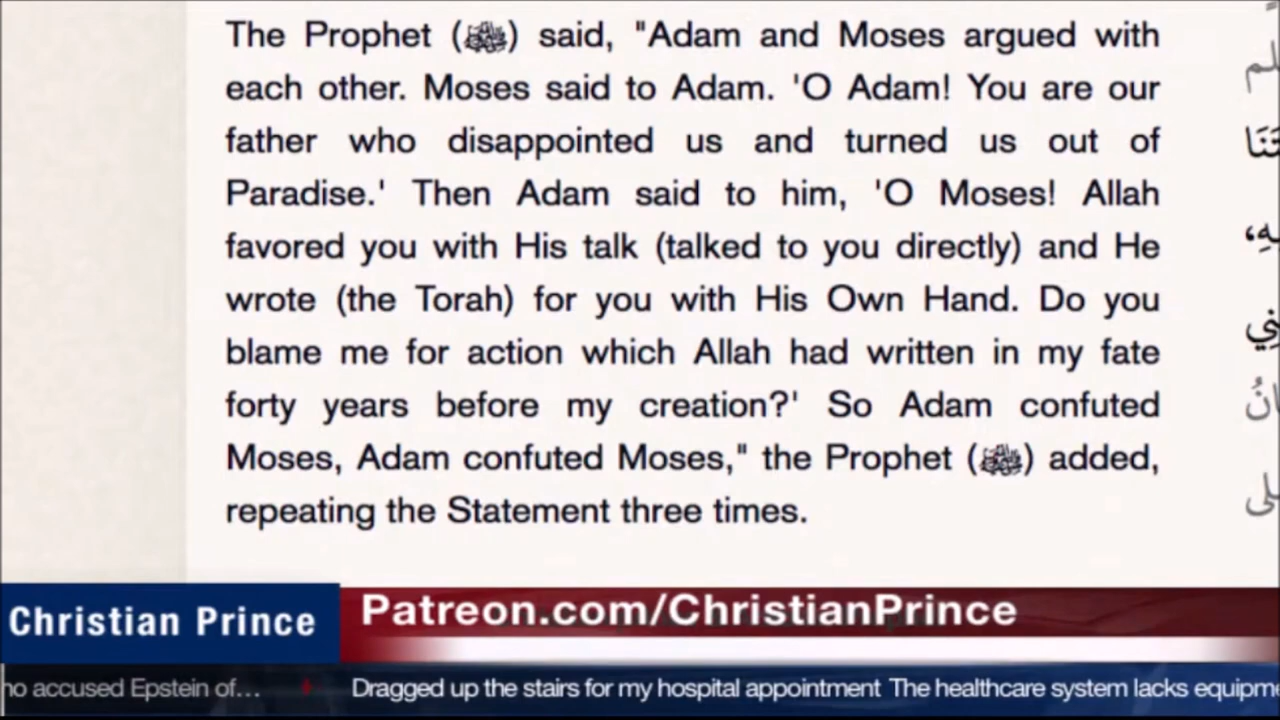 The Prophet (ﷺ) said, "Adam and Moses argued with
each other. Moses said to Adam. 'O Adam! You are our
father who disappointed us and turned us out of
Paradise.' Then Adam said to him, 'O Moses! Allah
favored you with His talk (talked to you directly) and He
wrote (the Torah) for you with His Own Hand. Do you
blame me for action which Allah had written in my fate
forty years before my creation?' So Adam confuted
Moses, Adam confuted Moses," the Prophet (ﷺ) added,
repeating the Statement three times.
Christian Prince
Patreon.com/ChristianPrince
accused Epstein of… Dragged up the stairs for my hospital appointment The healthcare system lacks